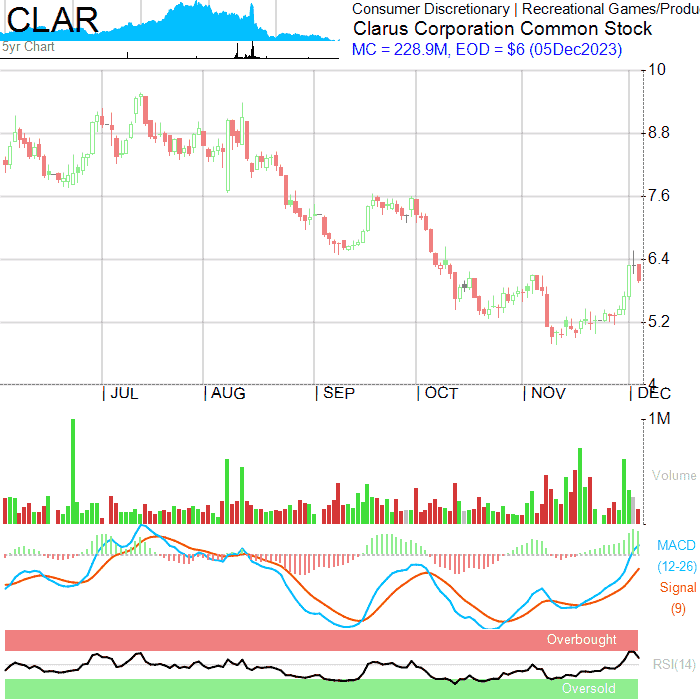 CLAR
5yr Chart
Consumer Discretionary | Recreational Games/Produ
Clarus Corporation Common Stock
MC = 228.9M, EOD = $6 (05Dec2023)
10
8.8
7.6
6.4
5.2
4
| JUL | AUG | SEP | OCT | NOV | DEC
1M
Volume
MACD
(12-26)
Signal
(9)
Overbought
RSI(14)
Oversold